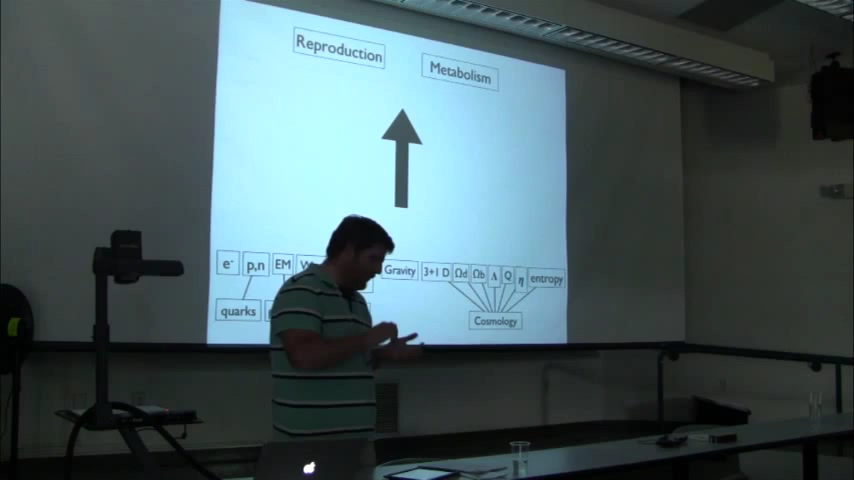 Reproduction
Metabolism
e- p,n EM Gravity 3+1 D Ωd Ωb Λ Q η entropy
quarks Cosmology